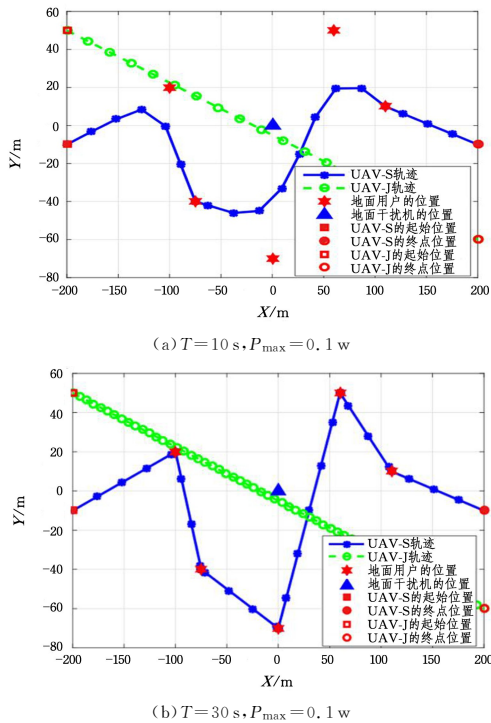 60
40
20
0
−20
−40
−60
−80
Y/m
UAV-S轨迹
UAV-J轨迹
地面用户的位置
地面干扰机的位置
UAV-S的起始位置
UAV-S的终点位置
UAV-J的起始位置
UAV-J的终点位置
−200 −150 −100 −50 0 50 100 150 200
X/m
(a) T=10 s, Pmax=0.1 w
60
40
20
0
−20
−40
−60
−80
Y/m
UAV-S轨迹
UAV-J轨迹
地面用户的位置
地面干扰机的位置
UAV-S的起始位置
UAV-S的终点位置
UAV-J的起始位置
UAV-J的终点位置
−200 −150 −100 −50 0 50 100 150 200
X/m
(b) T=30 s, Pmax=0.1 w